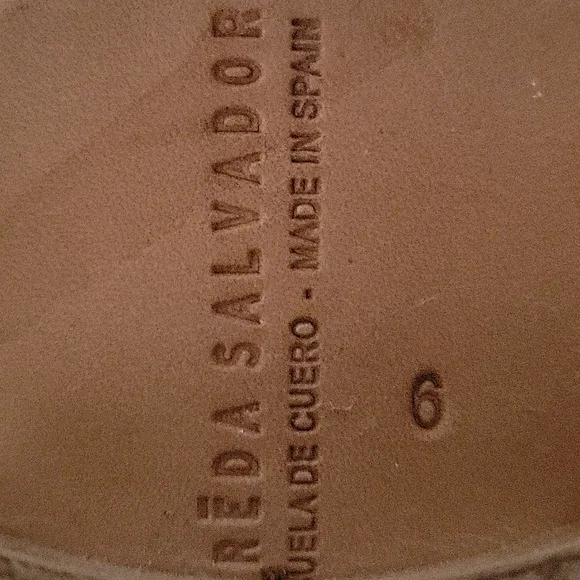 RĒDA SALVADOR
UELA DE CUERO - MADE IN SPAIN
6